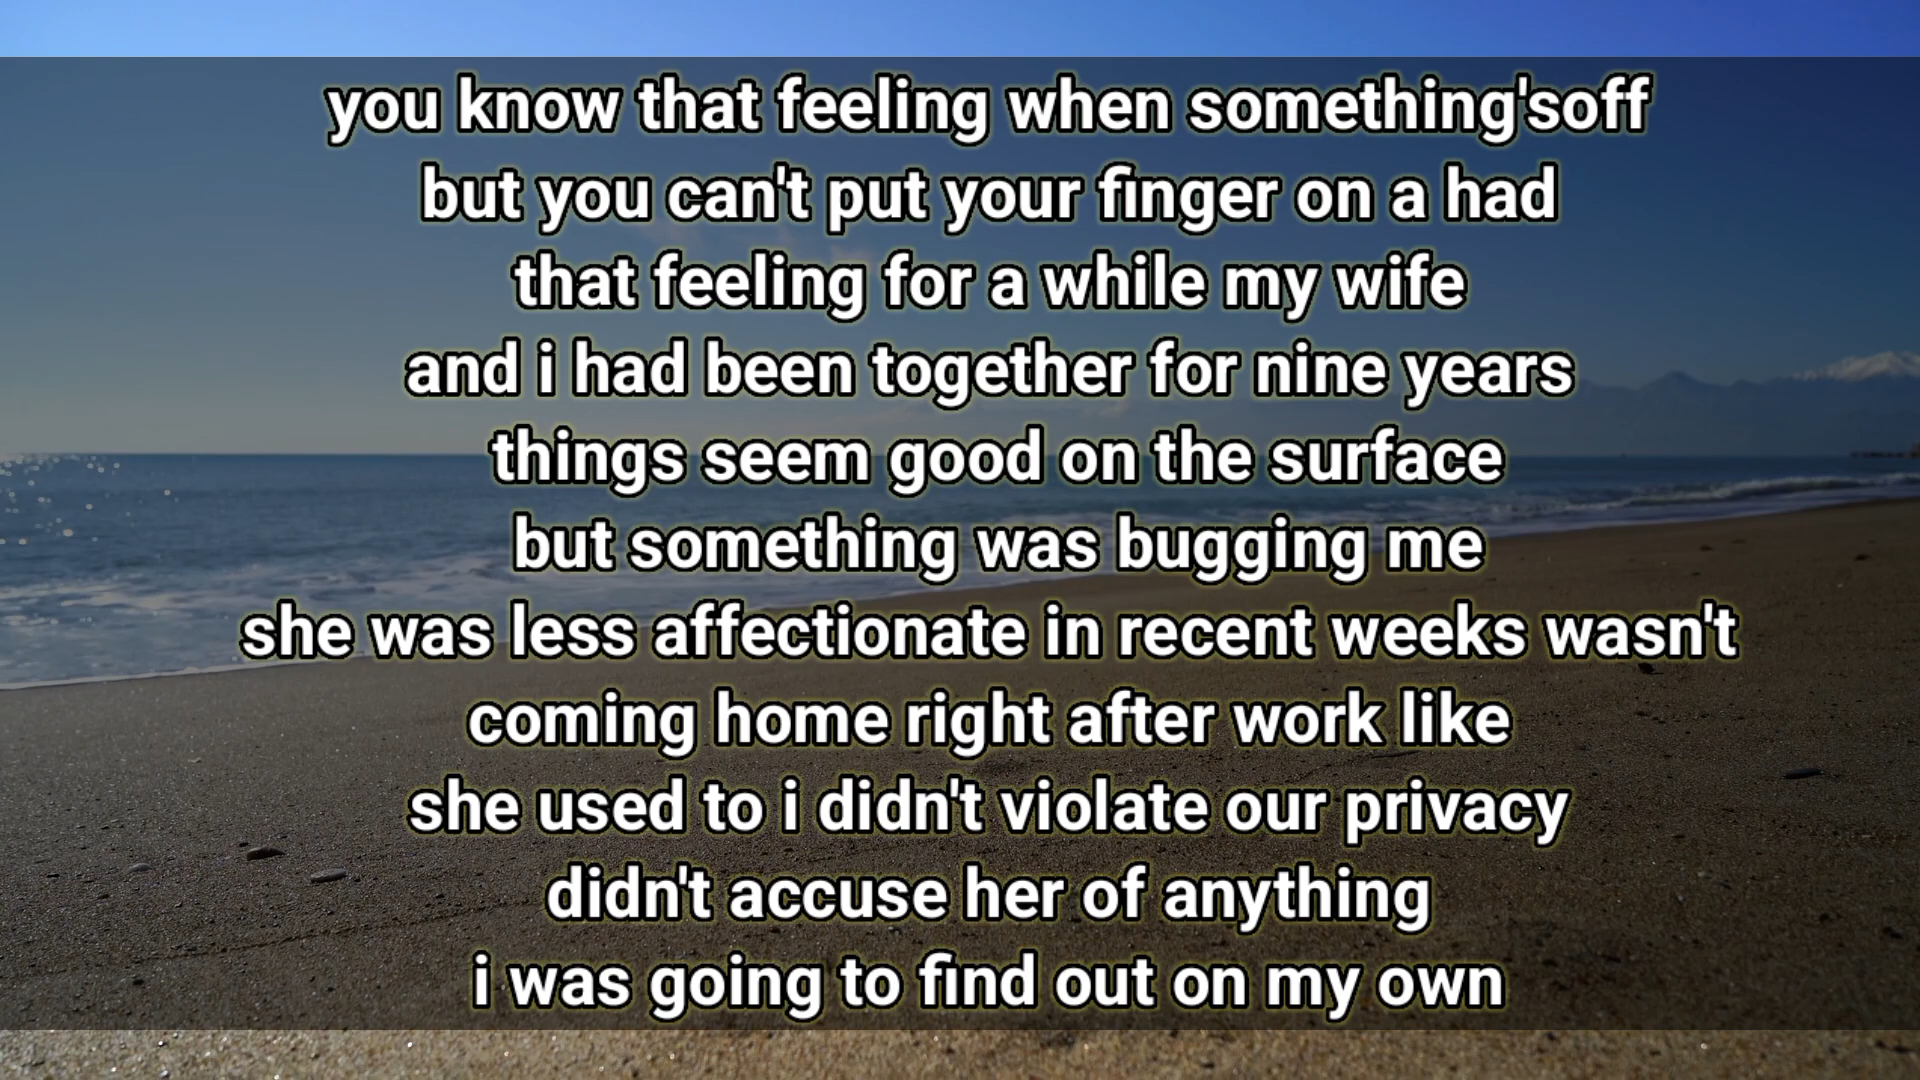 you know that feeling when something'soff
but you can't put your finger on a had
that feeling for a while my wife
and i had been together for nine years
things seem good on the surface
but something was bugging me
she was less affectionate in recent weeks wasn't
coming home right after work like
she used to i didn't violate our privacy
didn't accuse her of anything
i was going to find out on my own